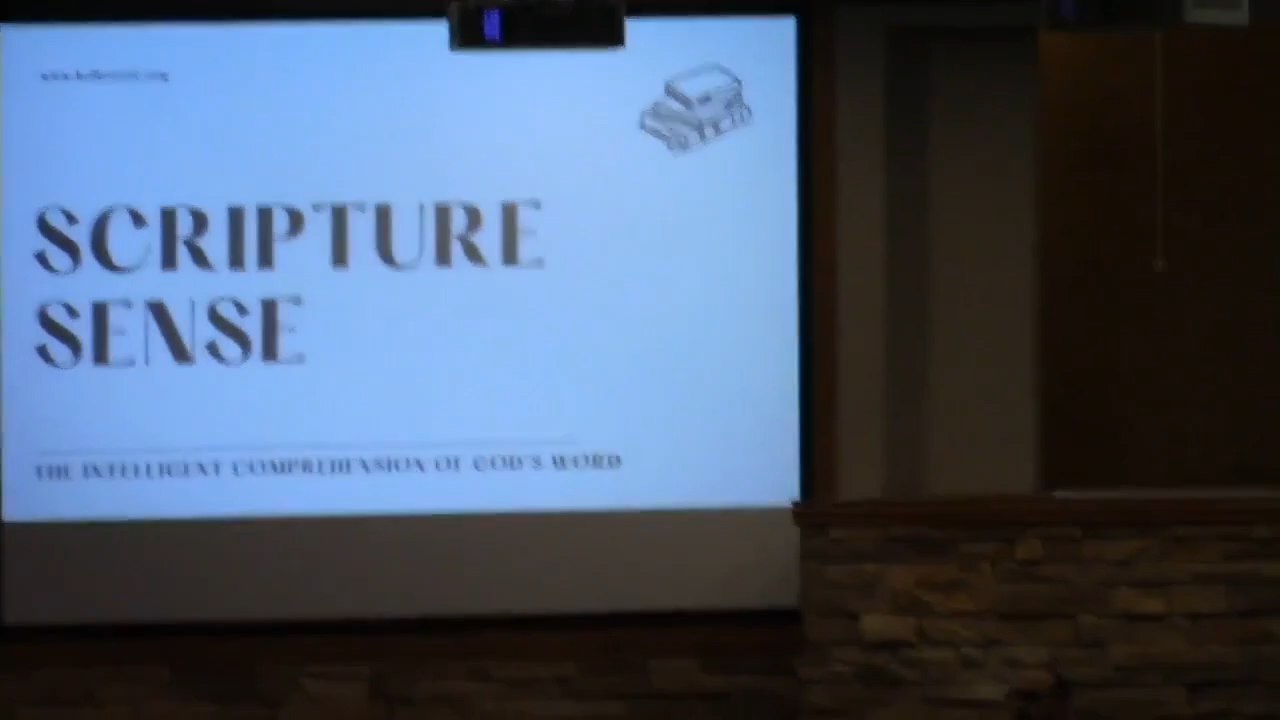 SCRIPTURE
SENSE
THE INTELLIGENT COMPREHENSION OF GOD'S WORD